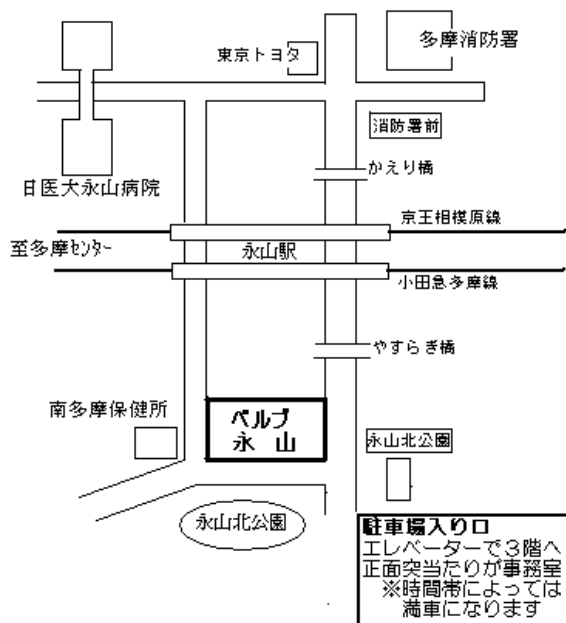 多摩消防署
東京トヨタ
消防署前
かえり橋
日医大永山病院
京王相模原線
至多摩センター
永山駅
小田急多摩線
やすらぎ橋
南多摩保健所
ベルブ
永 山
永山北公園
永山北公園
駐車場入り口
エレベーターで3階へ
正面突当たりが事務室
※時間帯によっては
満車になります